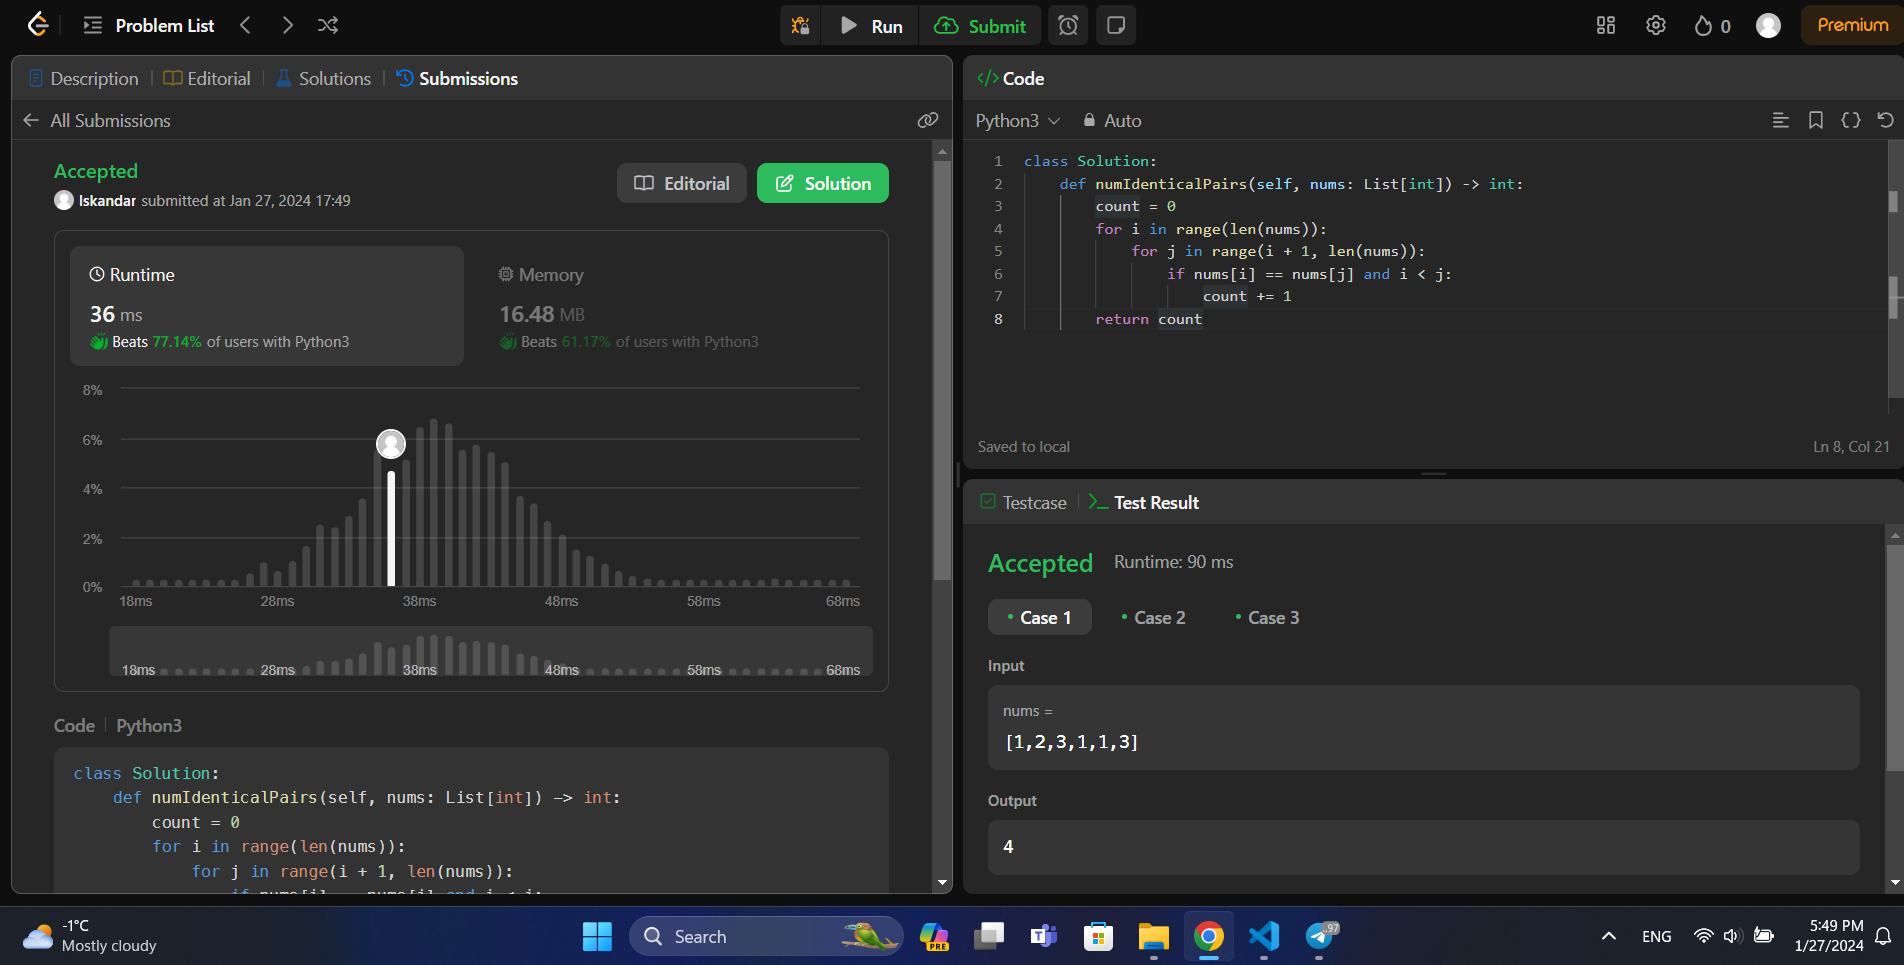 Problem List
Run
Submit
0
Premium
Description
Editorial
Solutions
Submissions
All Submissions
Accepted
Iskandar submitted at Jan 27, 2024 17:49
Editorial
Solution
Runtime
36 ms
Beats 77.14% of users with Python3
Memory
16.48 MB
Beats 61.17% of users with Python3
8%
6%
4%
2%
0%
18ms 28ms 38ms 48ms 58ms 68ms
18ms 28ms 38ms 48ms 58ms 68ms
Code Python3
class Solution:
def numIdenticalPairs(self, nums: List[int]) -> int:
count = 0
for i in range(len(nums)):
for j in range(i + 1, len(nums)):
Code
Python3
Auto
1 class Solution:
2 def numIdenticalPairs(self, nums: List[int]) -> int:
3 count = 0
4 for i in range(len(nums)):
5 for j in range(i + 1, len(nums)):
6 if nums[i] == nums[j] and i < j:
7 count += 1
8 return count
Saved to local
Ln 8, Col 21
Testcase
Test Result
Accepted Runtime: 90 ms
Case 1
Case 2
Case 3
Input
nums =
[1,2,3,1,1,3]
Output
4
-1°C
Mostly cloudy
Search
PRE
97
ENG
5:49 PM
1/27/2024